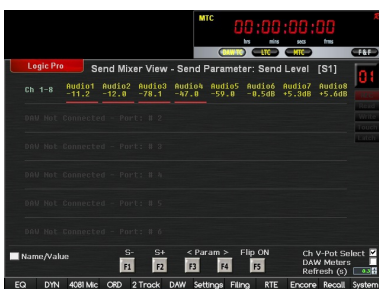 MTC
00:00:00:00
hrs mins secs frms
DAW TC LTC MTC F & F
Logic Pro
Send Mixer View - Send Parameter: Send Level [S1]
01
Ch 1-8 Audio1 Audio2 Audio3 Audio4 Audio5 Audio6 Audio7 Audio8
-11.2 -12.0 -78.1 -47.0 -59.0 -0.5dB +5.3dB +5.6dB
DAW Not Connected - Port: # 2
DAW Not Connected - Port: # 3
DAW Not Connected - Port: # 4
DAW Not Connected - Port: # 5
DAW Not Connected - Port: # 6
Name/Value
S- S+ < Param > Flip ON
F1 F2 F3 F4 F5
Ch V-Pot Select
DAW Meters
Refresh (s) 0.3
EQ DYN 4081 Mic ORD 2 Track DAW Settings Filing RTE Encore Recall System